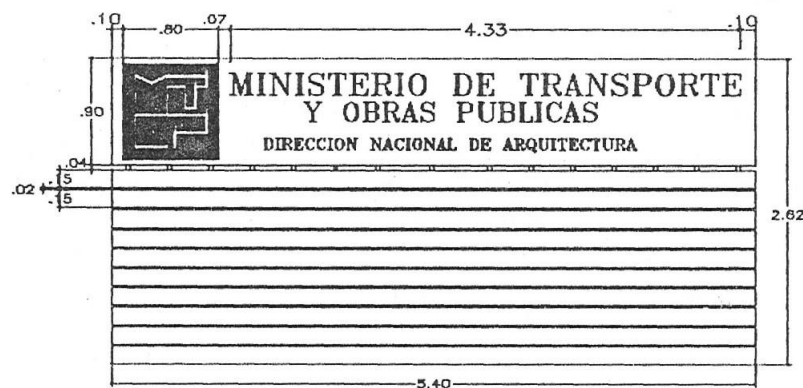 .10 .80 .07 4.33 .10
MINISTERIO DE TRANSPORTE
Y OBRAS PUBLICAS
DIRECCION NACIONAL DE ARQUITECTURA
.90
.04
.15
.02
.15
2.62
5.40